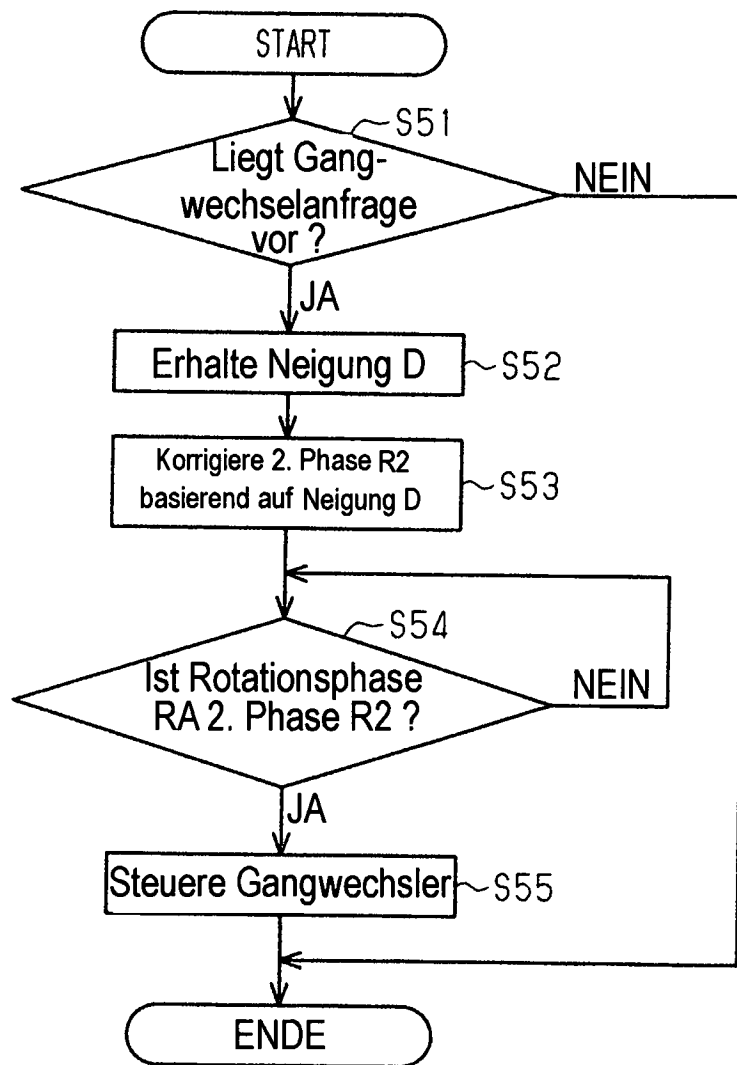 START
S51
Liegt Gang-
wechselanfrage
vor ?
NEIN
JA
Erhalte Neigung D
S52
Korrigiere 2. Phase R2
basierend auf Neigung D
S53
S54
Ist Rotationsphase
RA 2. Phase R2 ?
NEIN
JA
Steuere Gangwechsler
S55
ENDE